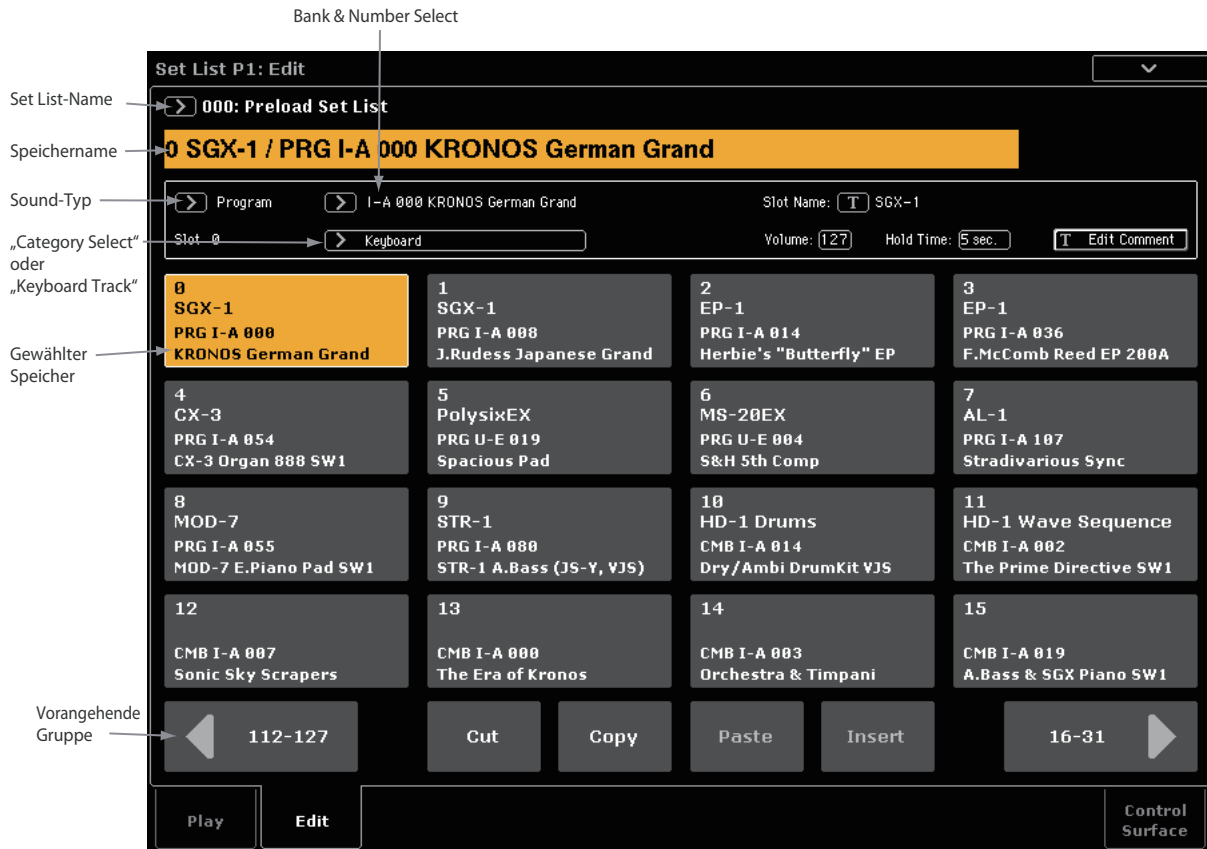 Bank & Number Select
Set List P1: Edit
Set List-Name
000: Preload Set List
Speichername
0 SGX-1 / PRG I-A 000 KRONOS German Grand
Sound-Typ
Program
I-A 000 KRONOS German Grand
Slot Name: T SGX-1
„Category Select“
oder
„Keyboard Track“
Slot 0
Keyboard
Volume: 127
Hold Time: 5 sec.
T Edit Comment
0
SGX-1
PRG I-A 000
KRONOS German Grand
1
SGX-1
PRG I-A 008
J.Rudess Japanese Grand
2
EP-1
PRG I-A 014
Herbie's "Butterfly" EP
3
EP-1
PRG I-A 036
F.McComb Reed EP 200A
Gewählter
Speicher
4
CX-3
PRG I-A 054
CX-3 Organ 888 SW1
5
PolysixEX
PRG U-E 019
Spacious Pad
6
MS-20EX
PRG U-E 004
S&H 5th Comp
7
AL-1
PRG I-A 107
Stradivarious Sync
8
MOD-7
PRG I-A 055
MOD-7 E.Piano Pad SW1
9
STR-1
PRG I-A 080
STR-1 A.Bass (JS-Y, VJS)
10
HD-1 Drums
CMB I-A 014
Dry/Ambi DrumKit VJS
11
HD-1 Wave Sequence
CMB I-A 002
The Prime Directive SW1
12
CMB I-A 007
Sonic Sky Scrapers
13
CMB I-A 000
The Era of Kronos
14
CMB I-A 003
Orchestra & Timpani
15
CMB I-A 019
A.Bass & SGX Piano SW1
Vorangehende
Gruppe
112-127
Cut
Copy
Paste
Insert
16-31
Play
Edit
Control
Surface